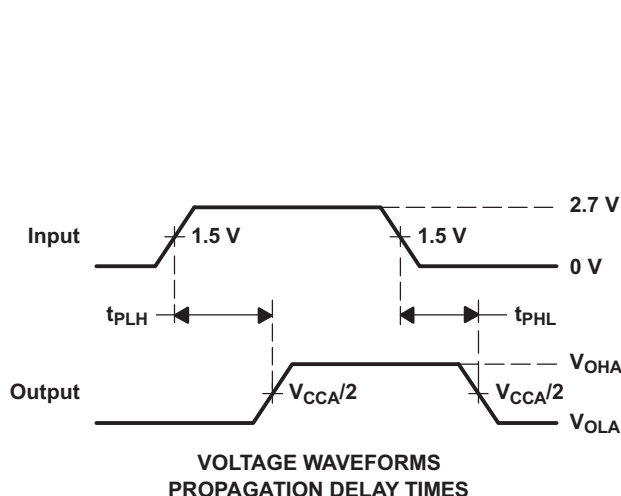 2.7 V
Input 1.5 V 1.5 V
0 V
tPLH tPHL
VOHA
Output VCCA/2 VCCA/2
VOLA
VOLTAGE WAVEFORMS
PROPAGATION DELAY TIMES